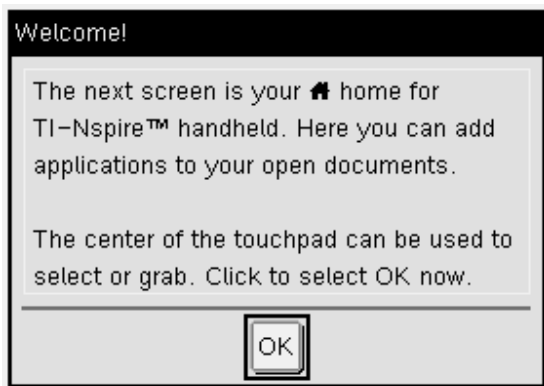 Welcome!
The next screen is your home for
TI-Nspire™ handheld. Here you can add
applications to your open documents.
The center of the touchpad can be used to
select or grab. Click to select OK now.
OK